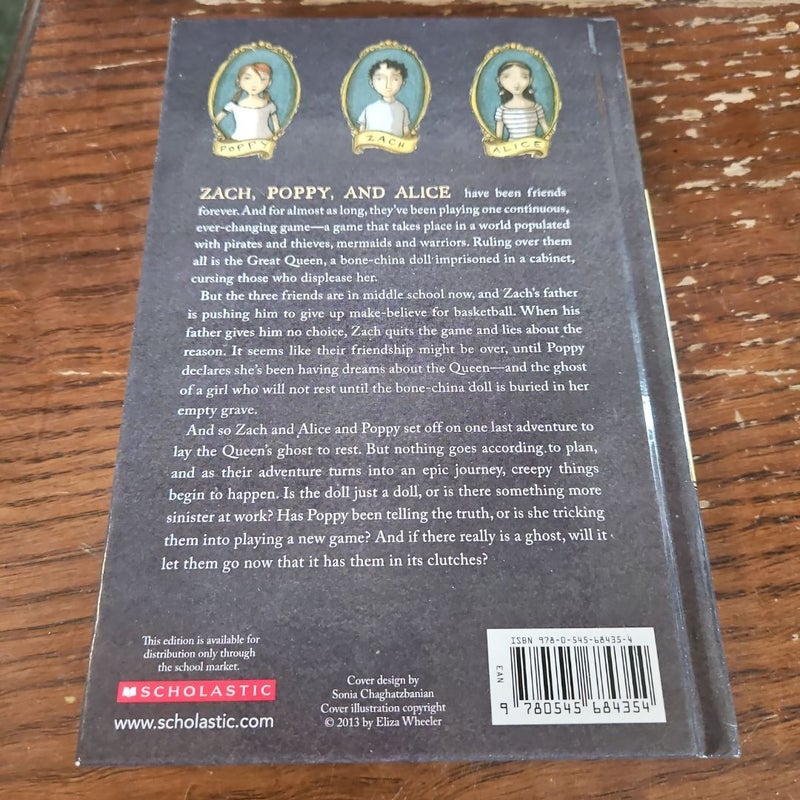 POPPY
ZACH
ALICE
ZACH, POPPY, AND ALICE have been friends
forever. And for almost as long, they've been playing one continuous,
ever-changing game—a game that takes place in a world populated
with pirates and thieves, mermaids and warriors. Ruling over them
all is the Great Queen, a bone-china doll imprisoned in a cabinet,
cursing those who displease her.
But the three friends are in middle school now, and Zach's father
is pushing him to give up make-believe for basketball. When his
father gives him no choice, Zach quits the game and lies about the
reason. It seems like their friendship might be over, until Poppy
declares she's been having dreams about the Queen—and the ghost
of a girl who will not rest until the bone-china doll is buried in her
empty grave.
And so Zach and Alice and Poppy set off on one last adventure to
lay the Queen's ghost to rest. But nothing goes according to plan,
and as their adventure turns into an epic journey, creepy things
begin to happen. Is the doll just a doll, or is there something more
sinister at work? Has Poppy been telling the truth, or is she tricking
them into playing a new game? And if there really is a ghost, will it
let them go now that it has them in its clutches?
This edition is available for
distribution only through
the school market.
SCHOLASTIC
www.scholastic.com
Cover design by
Sonia Chaghatzbanian
Cover illustration copyright
© 2013 by Eliza Wheeler
ISBN 978-0-545-68435-4
EAN
9 780545 684354